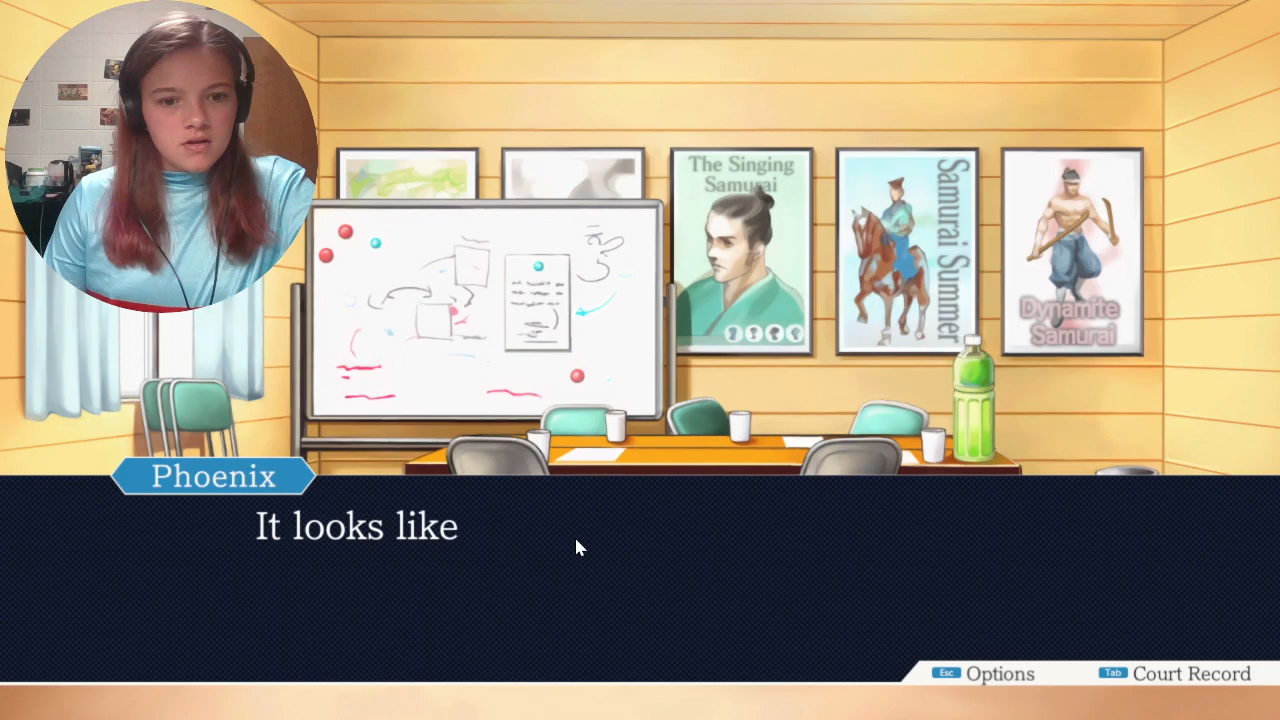 The Singing
Samurai
Samurai Summer
Dynamite
Samurai
Phoenix
It looks like
Esc Options
Tab Court Record